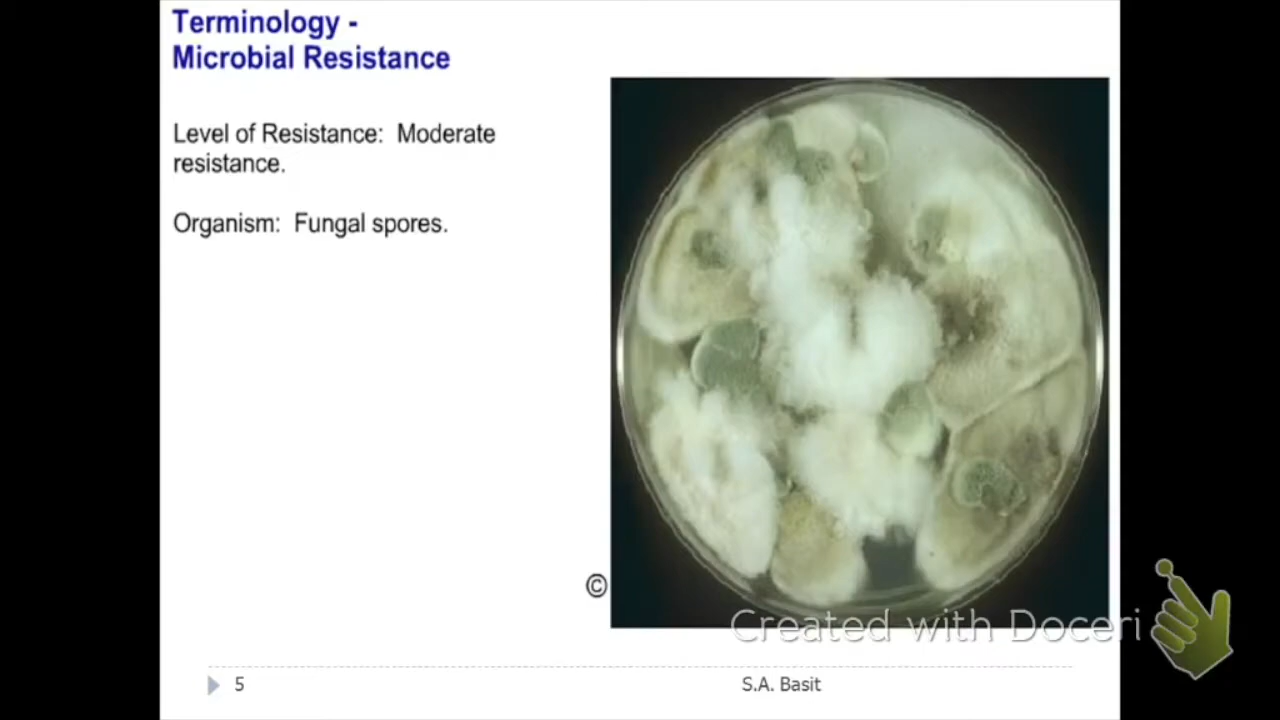 Terminology -
Microbial Resistance
Level of Resistance: Moderate
resistance.
Organism: Fungal spores.
©
Created with Doceri
5
S.A. Basit